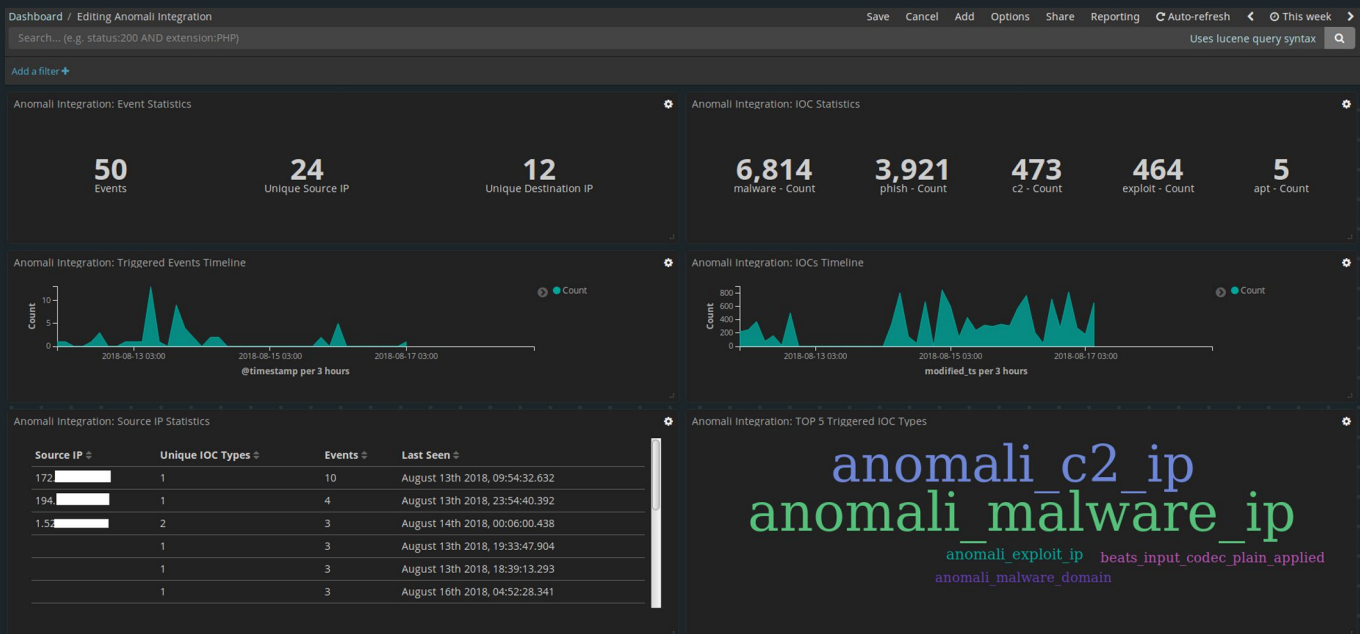 Dashboard / Editing Anomali Integration
Save Cancel Add Options Share Reporting Auto-refresh This week
Search... (e.g. status:200 AND extension:PHP)
Uses lucene query syntax
Add a filter
Anomali Integration: Event Statistics
50 24 12
Events Unique Source IP Unique Destination IP
Anomali Integration: IOC Statistics
6,814 3,921 473 464 5
malware - Count phish - Count c2 - Count exploit - Count apt - Count
Anomali Integration: Triggered Events Timeline
Count
10
5
0
2018-08-13 03:00 2018-08-15 03:00 2018-08-17 03:00
@timestamp per 3 hours
Count
Anomali Integration: IOCs Timeline
Count
800
600
400
200
0
2018-08-13 03:00 2018-08-15 03:00 2018-08-17 03:00
modified_ts per 3 hours
Count
Anomali Integration: Source IP Statistics
Source IP Unique IOC Types Events Last Seen
172. 1 10 August 13th 2018, 09:54:32.632
194. 1 4 August 13th 2018, 23:54:40.392
1.52 2 3 August 14th 2018, 00:06:00.438
1 3 August 13th 2018, 19:33:47.904
1 3 August 13th 2018, 18:39:13.293
1 3 August 16th 2018, 04:52:28.341
Anomali Integration: TOP 5 Triggered IOC Types
anomali_c2_ip
anomali_malware_ip
anomali_exploit_ip beats_input_codec_plain_applied
anomali_malware_domain